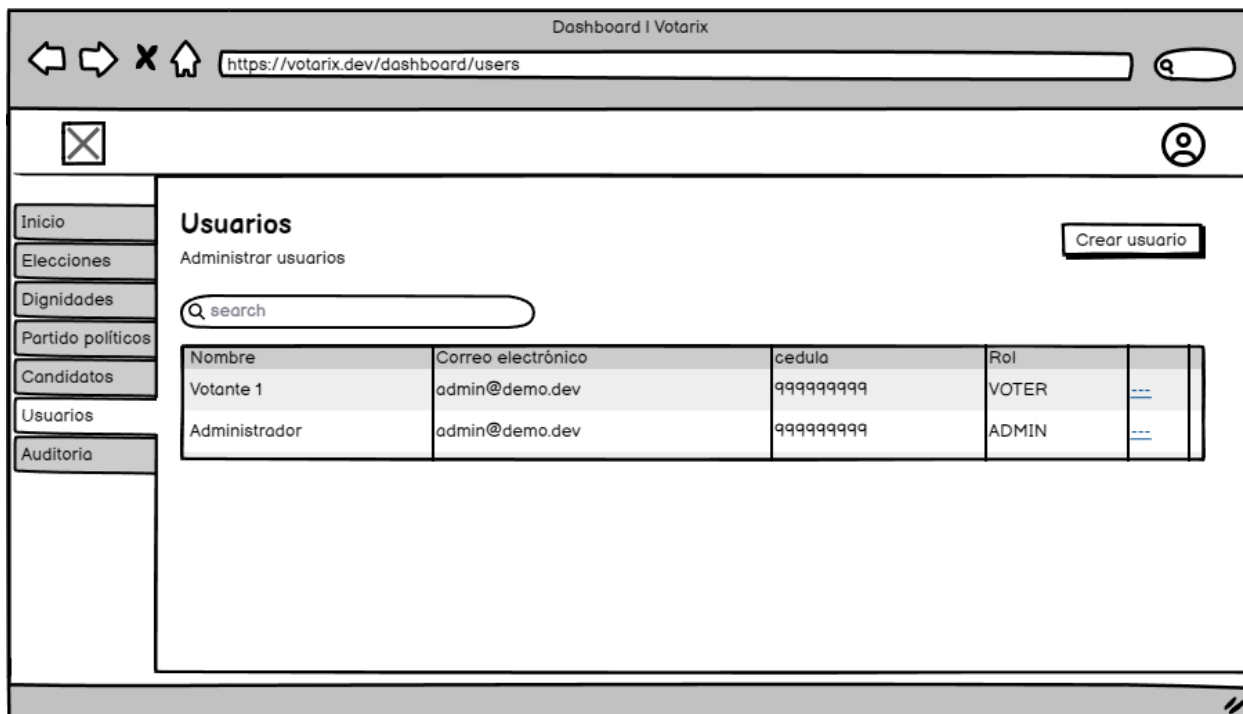 Dashboard | Votarix
https://votarix.dev/dashboard/users
Inicio
Elecciones
Dignidades
Partido políticos
Candidatos
Usuarios
Auditoria
Usuarios
Crear usuario
Administrar usuarios
search
Nombre Correo electrónico cedula Rol
Votante 1 admin@demo.dev 999999999 VOTER ---
Administrador admin@demo.dev 999999999 ADMIN ---